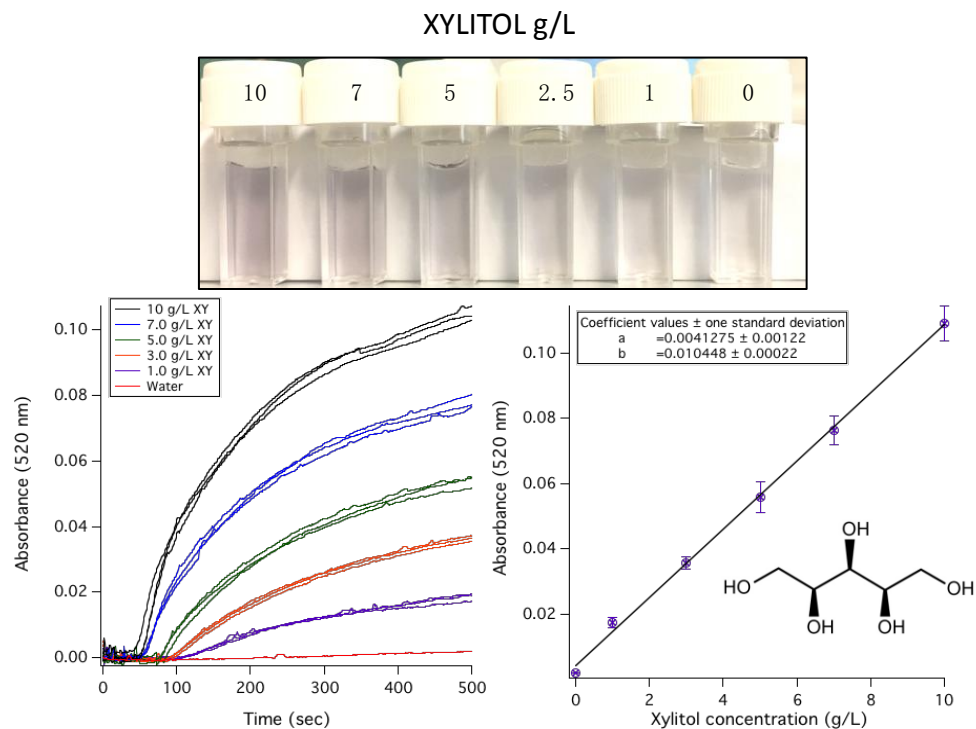 XYLITOL g/L
10 7 5 2.5 1 0
10 g/L XY
7.0 g/L XY
5.0 g/L XY
3.0 g/L XY
1.0 g/L XY
Water
0.10
0.08
0.06
0.04
0.02
0.00
Absorbance (520 nm)
0 100 200 300 400 500
Time (sec)
Coefficient values ± one standard deviation
a =0.0041275 ± 0.00122
b =0.010448 ± 0.00022
0.10
0.08
0.06
0.04
0.02
Absorbance (520 nm)
OH
HO
OH
OH
OH
0 2 4 6 8 10
Xylitol concentration (g/L)